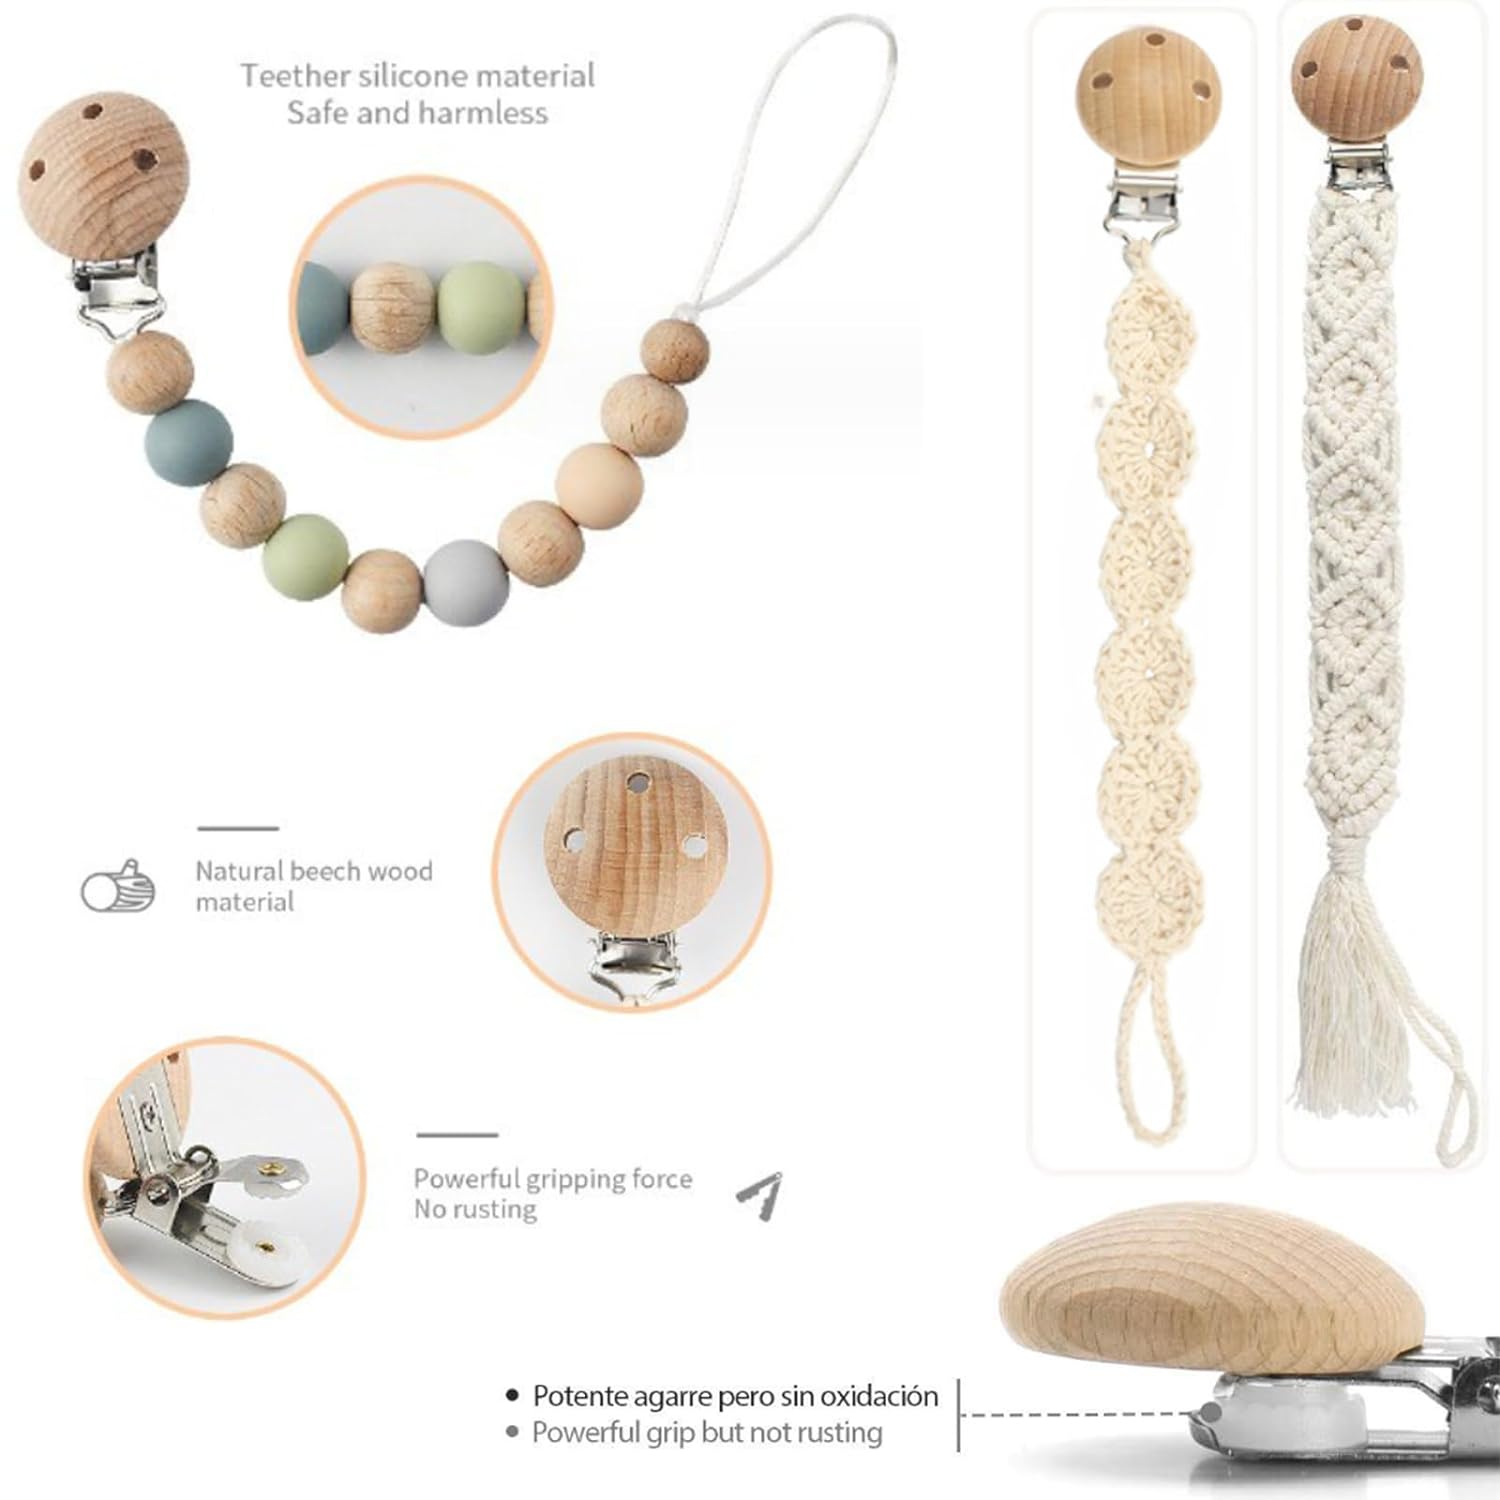 Teether silicone material
Safe and harmless
Natural beech wood
material
Powerful gripping force
No rusting
• Potente agarre pero sin oxidación
• Powerful grip but not rusting